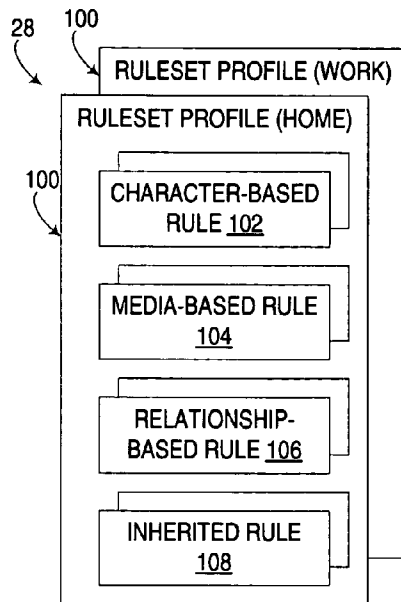 28
100
RULESET PROFILE (WORK)
RULESET PROFILE (HOME)
100
CHARACTER-BASED
RULE 102
MEDIA-BASED RULE
104
RELATIONSHIP-
BASED RULE 106
INHERITED RULE
108